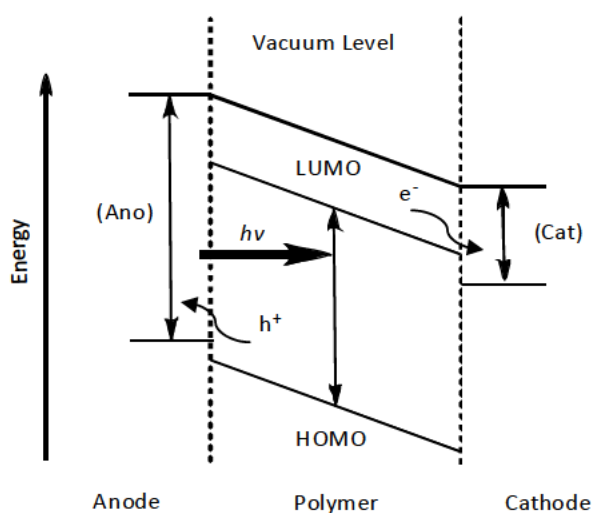 Vacuum Level
LUMO
e-
(Ano)
(Cat)
hv
Energy
h+
HOMO
Anode
Polymer
Cathode